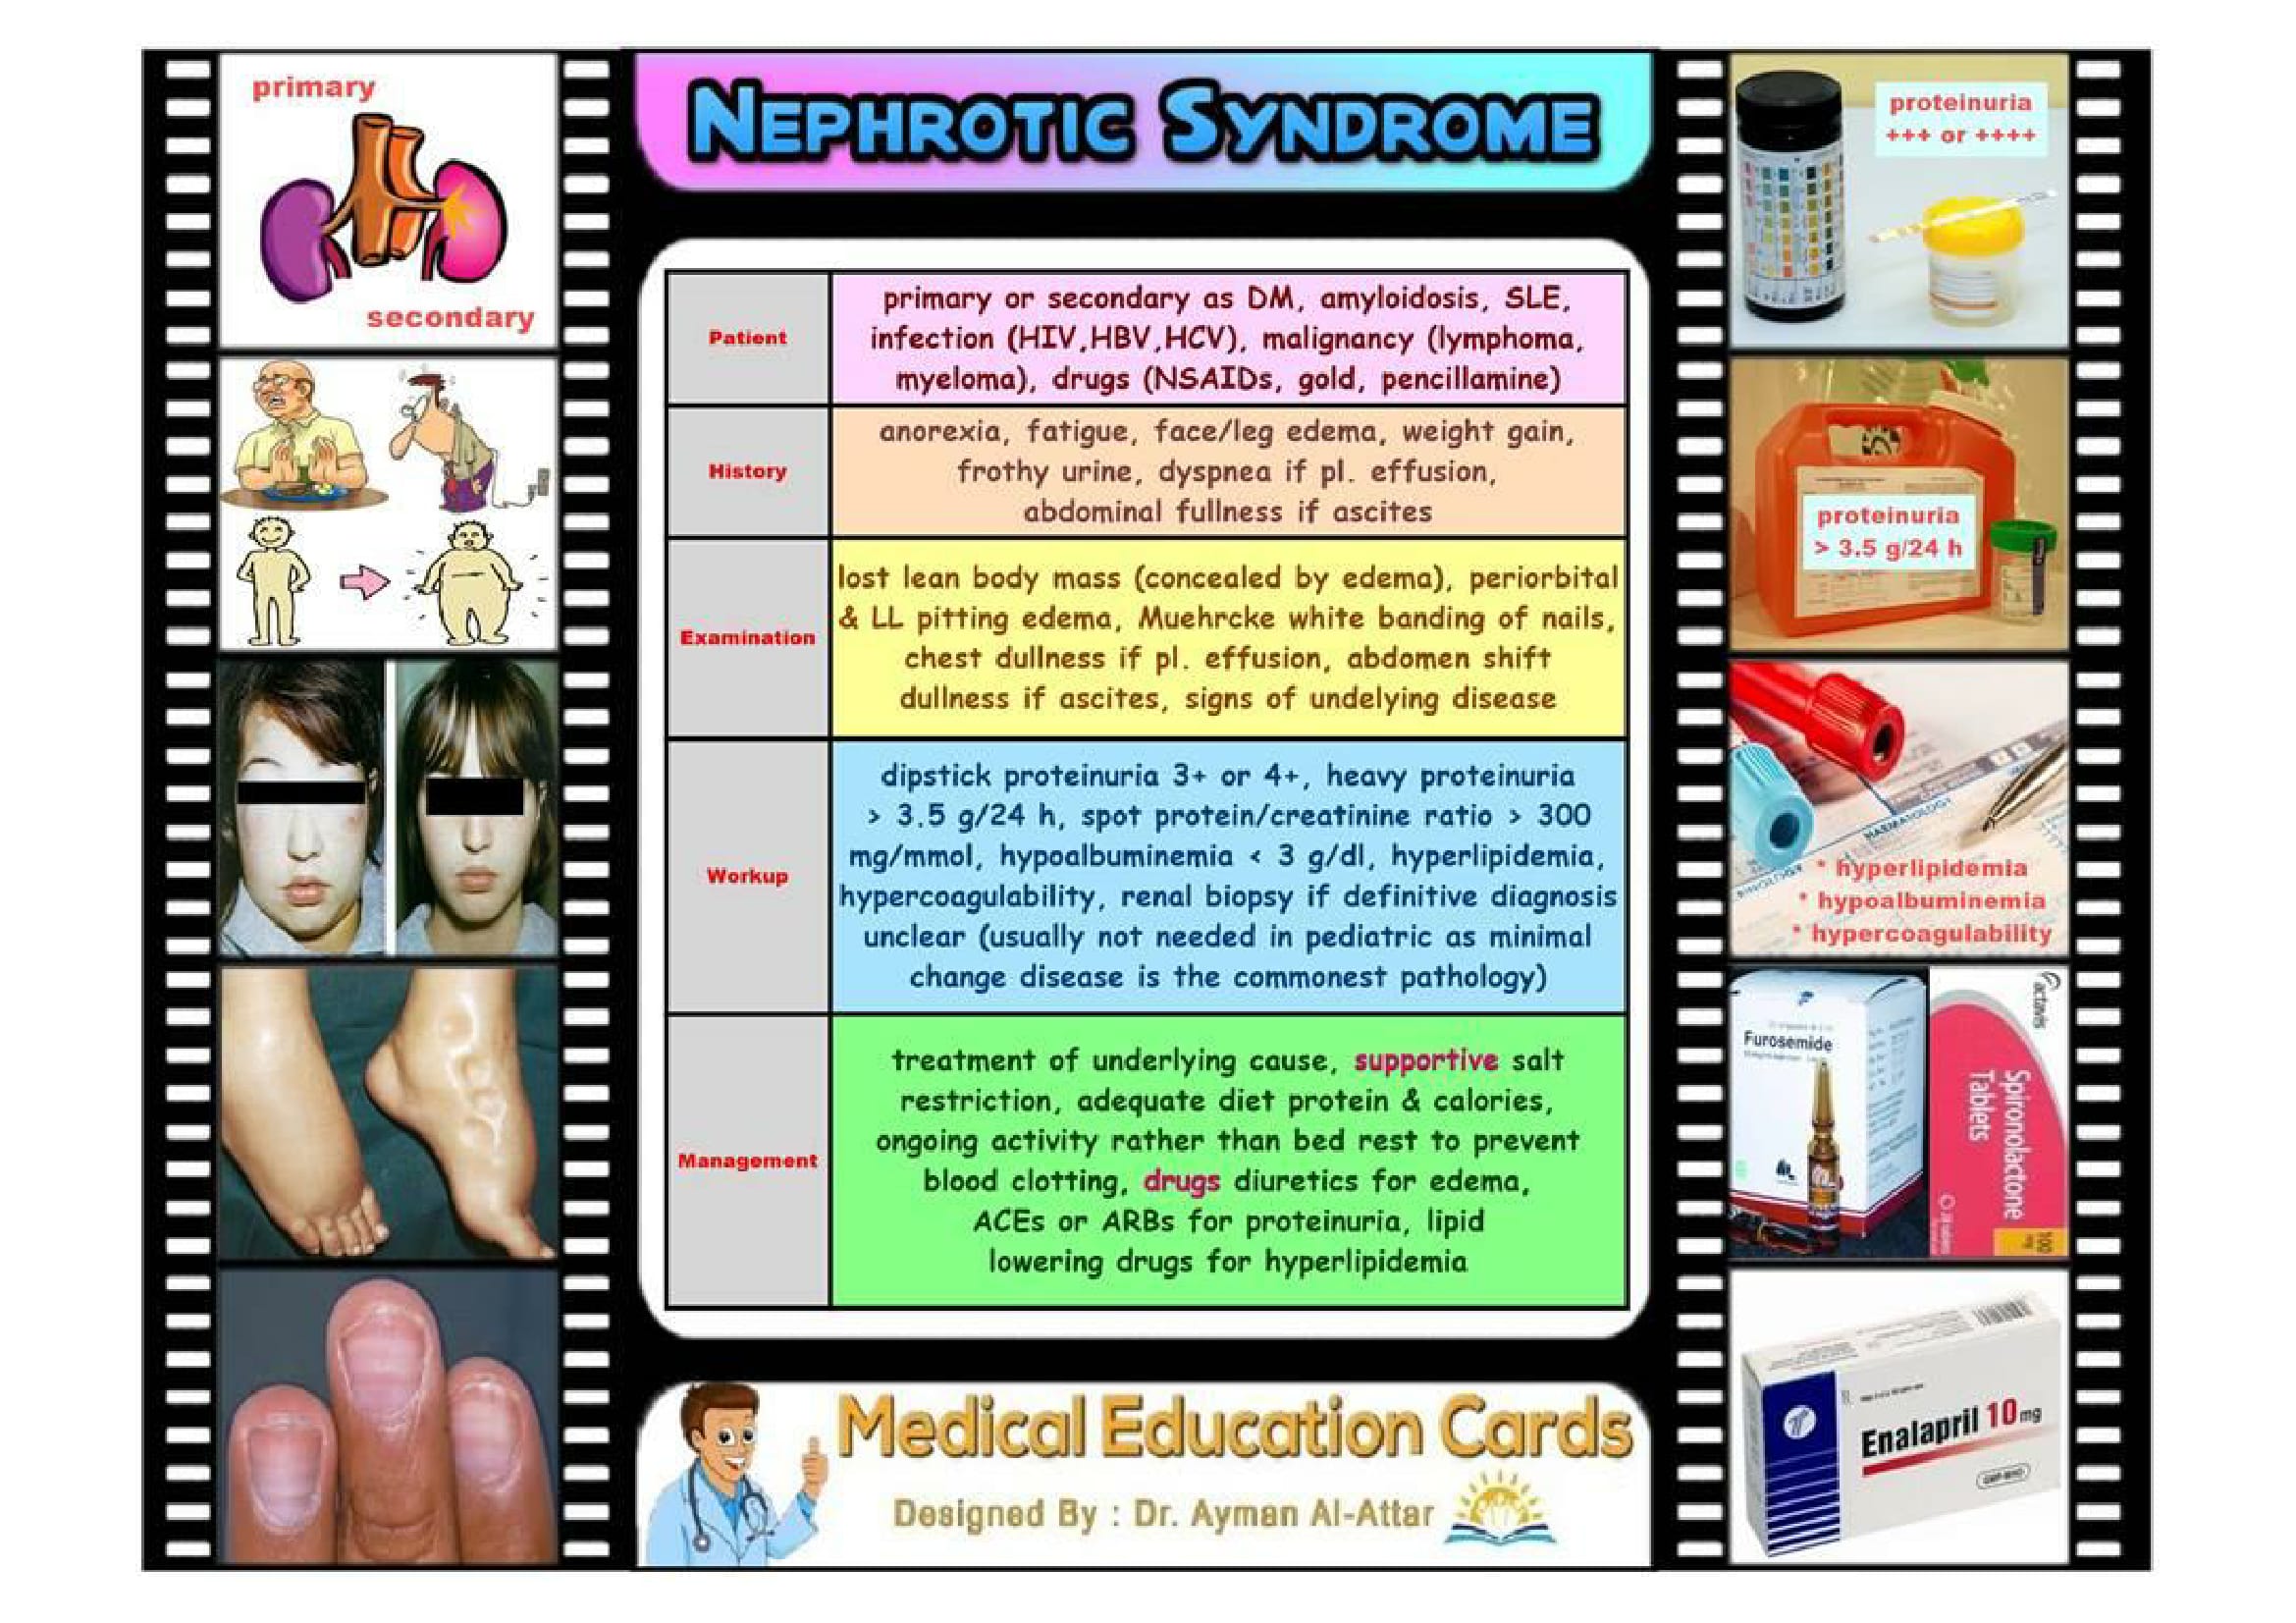 primary
secondary
NEPHROTIC SYNDROME
Patient
primary or secondary as DM, amyloidosis, SLE,
infection (HIV,HBV,HCV), malignancy (lymphoma,
myeloma), drugs (NSAIDs, gold, pencillamine)
History
anorexia, fatigue, face/leg edema, weight gain,
frothy urine, dyspnea if pl. effusion,
abdominal fullness if ascites
Examination
lost lean body mass (concealed by edema), periorbital
& LL pitting edema, Muehrcke white banding of nails,
chest dullness if pl. effusion, abdomen shift
dullness if ascites, signs of undelying disease
Workup
dipstick proteinuria 3+ or 4+, heavy proteinuria
> 3.5 g/24 h, spot protein/creatinine ratio > 300
mg/mmol, hypoalbuminemia < 3 g/dl, hyperlipidemia,
hypercoagulability, renal biopsy if definitive diagnosis
unclear (usually not needed in pediatric as minimal
change disease is the commonest pathology)
Management
treatment of underlying cause, supportive salt
restriction, adequate diet protein & calories,
ongoing activity rather than bed rest to prevent
blood clotting, drugs diuretics for edema,
ACEs or ARBs for proteinuria, lipid
lowering drugs for hyperlipidemia
Medical Education Cards
Designed By : Dr. Ayman Al-Attar
proteinuria
+++ or ++++
proteinuria
> 3.5 g/24 h
HAEMATOLOGY
* hyperlipidemia
* hypoalbuminemia
* hypercoagulability
Furosemide
actavis
Spironolactone
Tablets
100
mg
Enalapril 10 mg
GMP-WHO